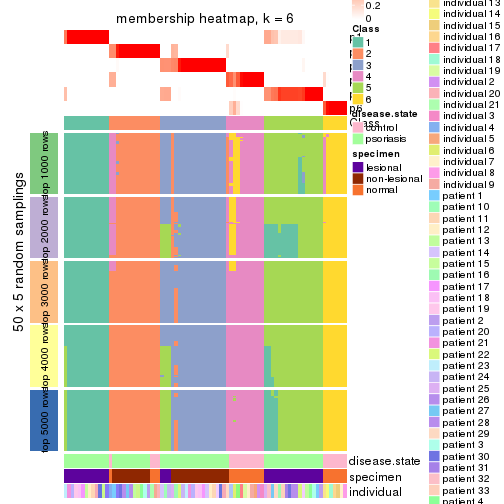 membership heatmap, k = 6
50 x 5 random samplings
top 1000 rows
top 2000 rows
top 3000 rows
top 4000 rows
top 5000 rows
p1
Class
disease.state
specimen
individual
0.2
0
Class
1
2
3
4
5
6
disease.state
control
psoriasis
specimen
lesional
non-lesional
normal
individual 13
individual 14
individual 15
individual 16
individual 17
individual 18
individual 19
individual 2
individual 20
individual 21
individual 3
individual 4
individual 5
individual 6
individual 7
individual 8
individual 9
patient 1
patient 10
patient 11
patient 12
patient 13
patient 14
patient 15
patient 16
patient 17
patient 18
patient 19
patient 2
patient 20
patient 21
patient 22
patient 23
patient 24
patient 25
patient 26
patient 27
patient 28
patient 29
patient 3
patient 30
patient 31
patient 32
patient 33
patient 4